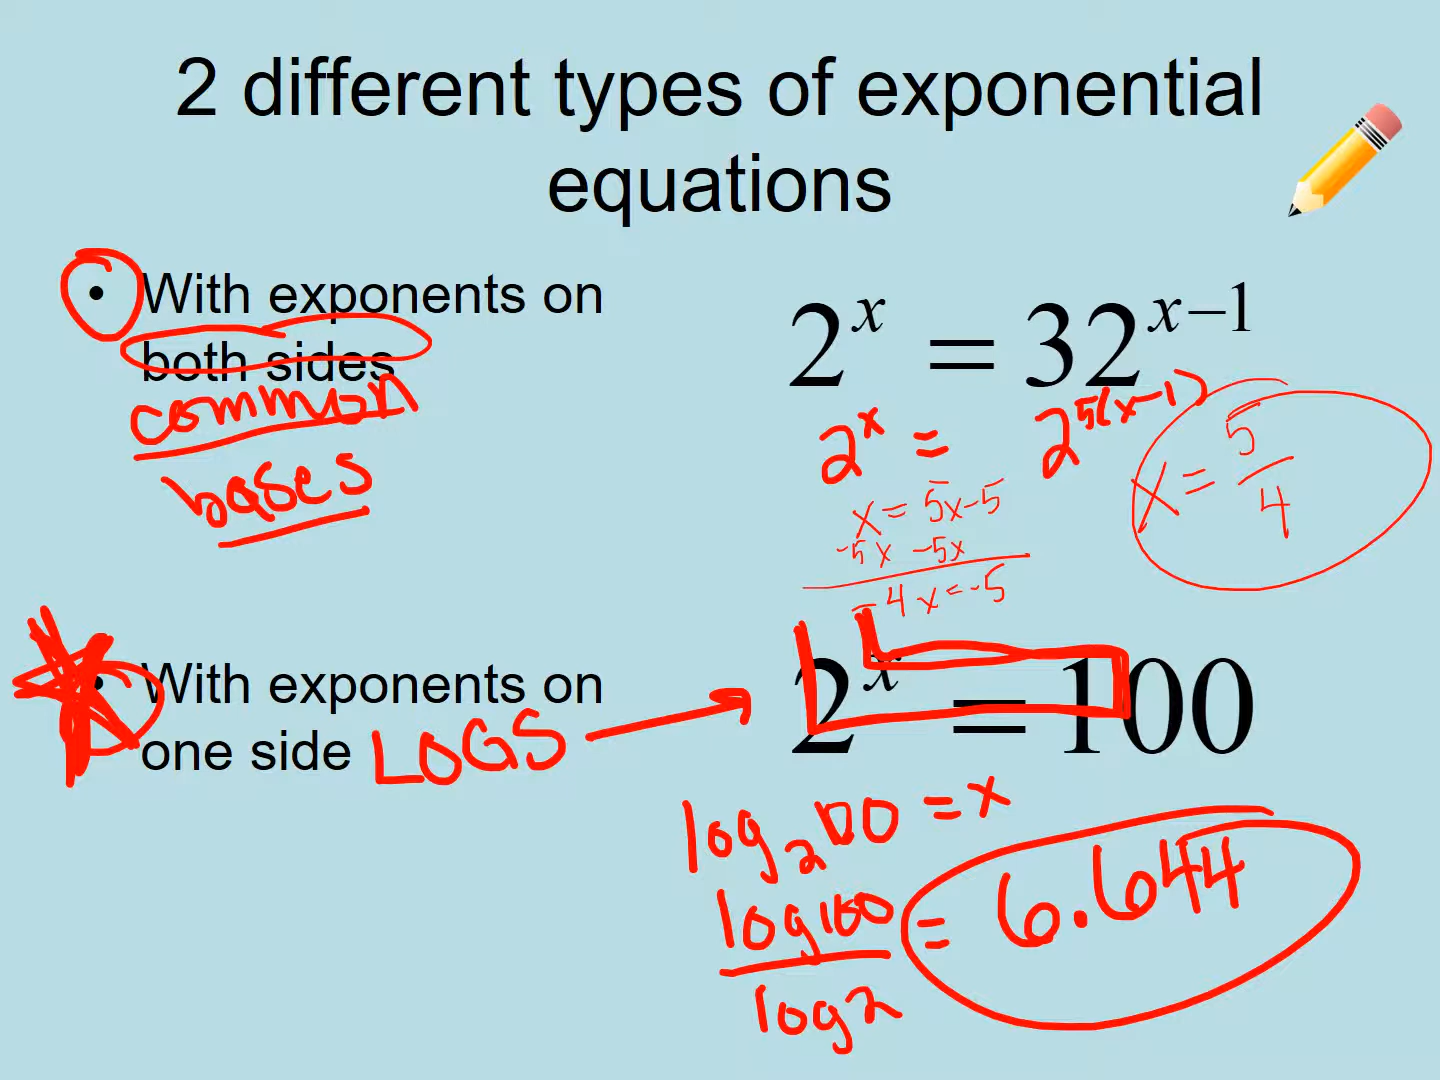 2 different types of exponential
equations
• With exponents on
both sides
common
bases
2^x = 32^(x-1)
2^x = 2^5(x-1)
x = 5x-5
-5x -5x
-4x = -5
x = 5/4
• With exponents on
one side LOGS →
2^x = 100
log_2 100 = x
log100/log2 = 6.644